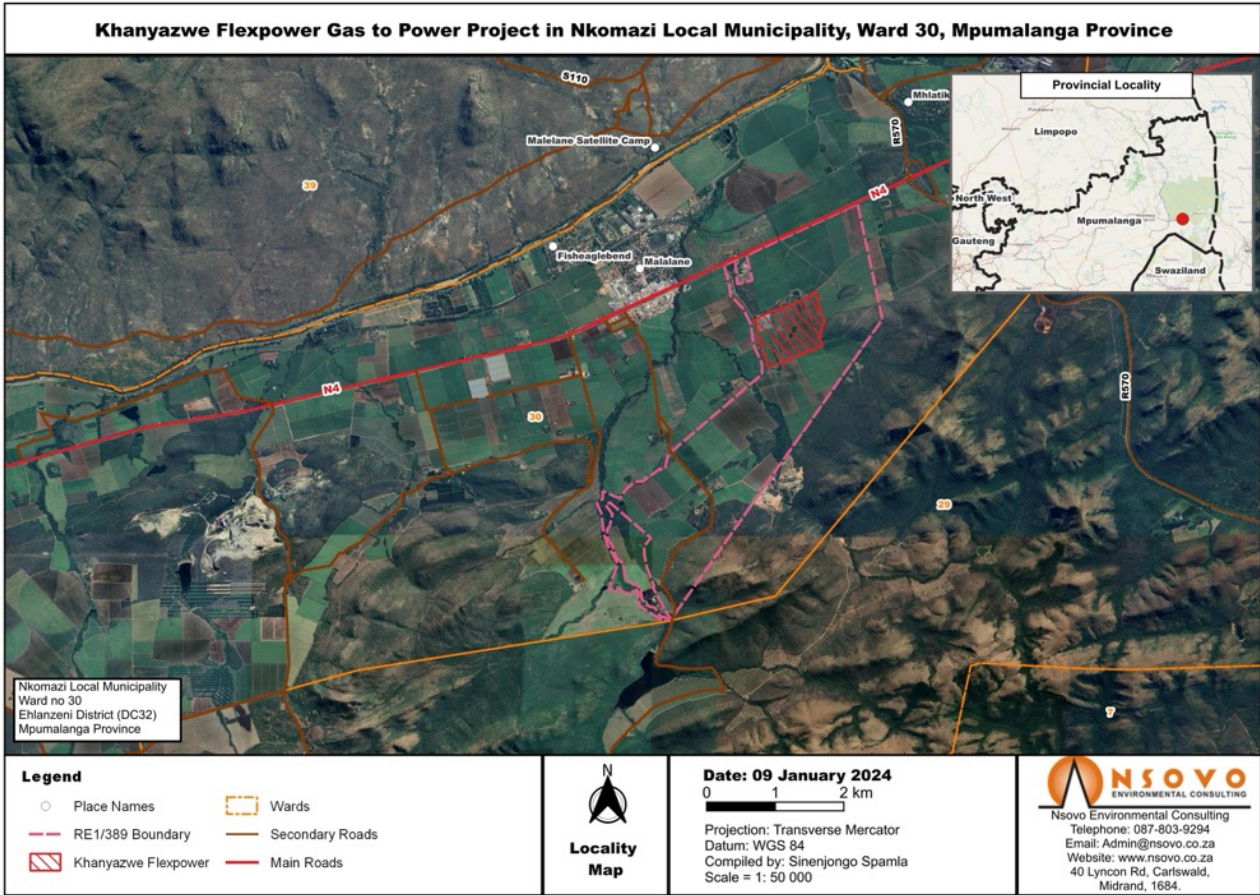 Khanyazwe Flexpower Gas to Power Project in Nkomazi Local Municipality, Ward 30, Mpumalanga Province
S110
Mhlatik
Malelane Satellite Camp
R570
39
N4
Fisheaglebend
Malalane
Provincial Locality
Limpopo
North West
Mpumalanga
Gauteng
Swaziland
N4
30
R570
29
7
Nkomazi Local Municipality
Ward no 30
Ehlanzeni District (DC32)
Mpumalanga Province
Legend
Place Names
Wards
RE1/389 Boundary
Secondary Roads
Khanyazwe Flexpower
Main Roads
N
Locality
Map
Date: 09 January 2024
0 1 2 km
Projection: Transverse Mercator
Datum: WGS 84
Compiled by: Sinenjongo Spamla
Scale = 1: 50 000
NSOVO
ENVIRONMENTAL CONSULTING
Nsovo Environmental Consulting
Telephone: 087-803-9294
Email: Admin@nsovo.co.za
Website: www.nsovo.co.za
40 Lyncon Rd, Carlswald,
Midrand, 1684.